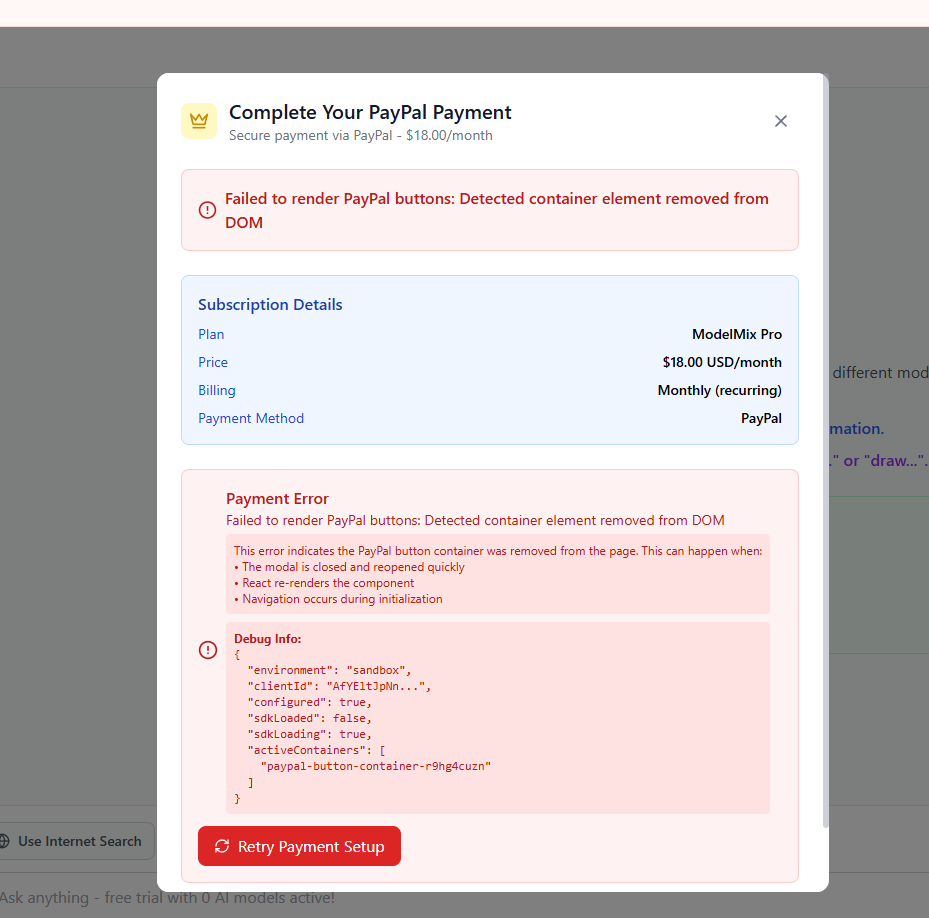 Complete Your PayPal Payment
Secure payment via PayPal - $18.00/month
Failed to render PayPal buttons: Detected container element removed from
DOM
Subscription Details
Plan ModelMix Pro
Price $18.00 USD/month
different mod
Billing Monthly (recurring)
Payment Method PayPal
mation.
." or "draw...".
Payment Error
Failed to render PayPal buttons: Detected container element removed from DOM
This error indicates the PayPal button container was removed from the page. This can happen when:
• The modal is closed and reopened quickly
• React re-renders the component
• Navigation occurs during initialization
Debug Info:
{
"environment": "sandbox",
"clientId": "AfYEltJpNn...",
"configured": true,
"sdkLoaded": false,
"sdkLoading": true,
"activeContainers": [
"paypal-button-container-r9hg4cuzn"
]
}
Use Internet Search
Retry Payment Setup
Ask anything - free trial with 0 AI models active!